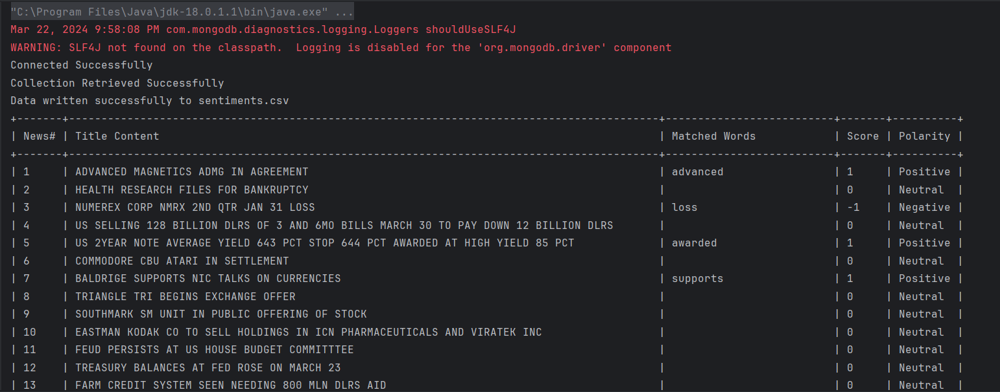 "C:\Program Files\Java\jdk-18.0.1.1\bin\java.exe" ...
Mar 22, 2024 9:58:08 PM com.mongodb.diagnostics.logging.Loggers shouldUseSLF4J
WARNING: SLF4J not found on the classpath.  Logging is disabled for the 'org.mongodb.driver' component
Connected Successfully
Collection Retrieved Successfully
Data written successfully to sentiments.csv
+-------+-------------------------------------------------------------------------------------------+--------------------------+-------+----------+
| News# | Title Content                                                                             | Matched Words            | Score | Polarity |
+-------+-------------------------------------------------------------------------------------------+--------------------------+-------+----------+
| 1     | ADVANCED MAGNETICS ADMG IN AGREEMENT                                                      | advanced                 | 1     | Positive |
| 2     | HEALTH RESEARCH FILES FOR BANKRUPTCY                                                      |                          | 0     | Neutral  |
| 3     | NUMEREX CORP NMRX 2ND QTR JAN 31 LOSS                                                     | loss                     | -1    | Negative |
| 4     | US SELLING 128 BILLION DLRS OF 3 AND 6MO BILLS MARCH 30 TO PAY DOWN 12 BILLION DLRS       |                          | 0     | Neutral  |
| 5     | US 2YEAR NOTE AVERAGE YIELD 643 PCT STOP 644 PCT AWARDED AT HIGH YIELD 85 PCT             | awarded                  | 1     | Positive |
| 6     | COMMODORE CBU ATARI IN SETTLEMENT                                                         |                          | 0     | Neutral  |
| 7     | BALDRIGE SUPPORTS NIC TALKS ON CURRENCIES                                                 | supports                 | 1     | Positive |
| 8     | TRIANGLE TRI BEGINS EXCHANGE OFFER                                                        |                          | 0     | Neutral  |
| 9     | SOUTHMARK SM UNIT IN PUBLIC OFFERING OF STOCK                                             |                          | 0     | Neutral  |
| 10    | EASTMAN KODAK CO TO SELL HOLDINGS IN ICN PHARMACEUTICALS AND VIRATEK INC                  |                          | 0     | Neutral  |
| 11    | FEUD PERSISTS AT US HOUSE BUDGET COMMITTTEE                                               |                          | 0     | Neutral  |
| 12    | TREASURY BALANCES AT FED ROSE ON MARCH 23                                                 |                          | 0     | Neutral  |
| 13    | FARM CREDIT SYSTEM SEEN NEEDING 800 MLN DLRS AID                                          |                          | 0     | Neutral  |